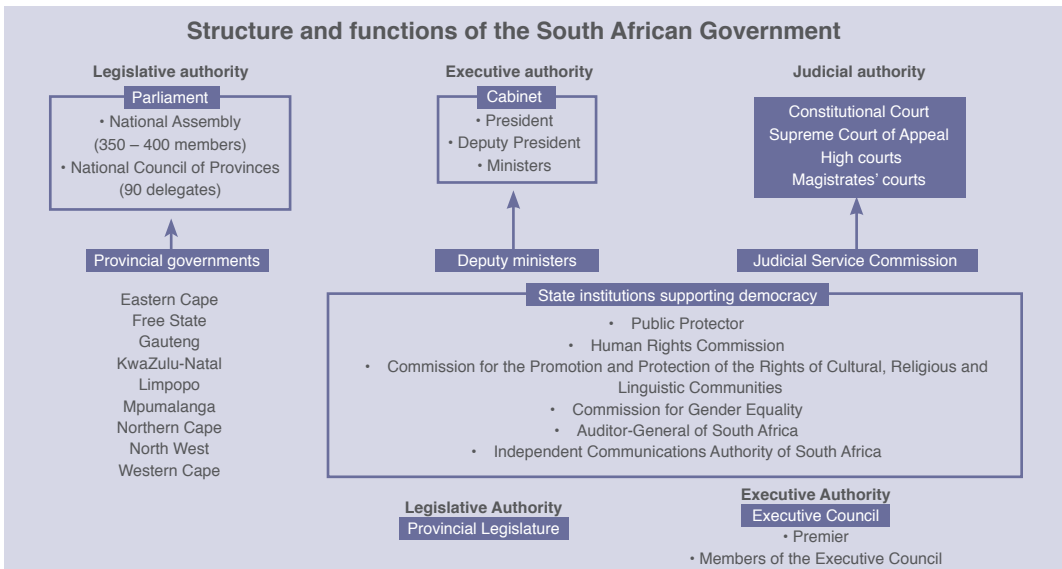 Structure and functions of the South African Government
Legislative authority
Parliament
• National Assembly
(350 – 400 members)
• National Council of Provinces
(90 delegates)
Provincial governments
Eastern Cape
Free State
Gauteng
KwaZulu-Natal
Limpopo
Mpumalanga
Northern Cape
North West
Western Cape
Executive authority
Cabinet
• President
• Deputy President
• Ministers
Deputy ministers
Judicial authority
Constitutional Court
Supreme Court of Appeal
High courts
Magistrates’ courts
Judicial Service Commission
State institutions supporting democracy
• Public Protector
• Human Rights Commission
• Commission for the Promotion and Protection of the Rights of Cultural, Religious and
Linguistic Communities
• Commission for Gender Equality
• Auditor-General of South Africa
• Independent Communications Authority of South Africa
Legislative Authority
Provincial Legislature
Executive Authority
Executive Council
• Premier
• Members of the Executive Council